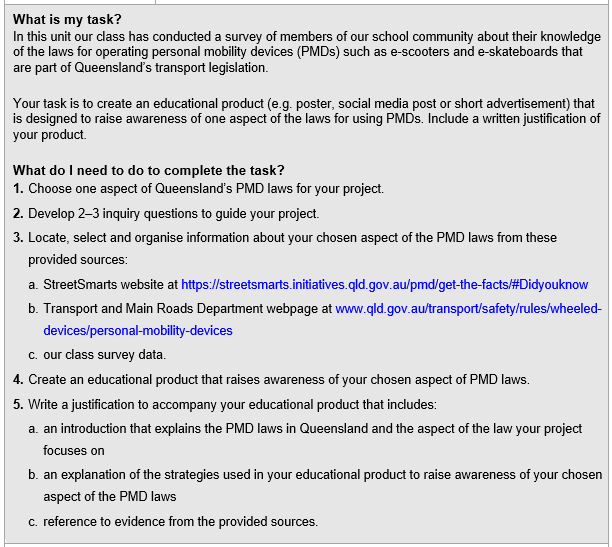 What is my task?
In this unit our class has conducted a survey of members of our school community about their knowledge
of the laws for operating personal mobility devices (PMDs) such as e-scooters and e-skateboards that
are part of Queensland's transport legislation.
Your task is to create an educational product (e.g. poster, social media post or short advertisement) that
is designed to raise awareness of one aspect of the laws for using PMDs. Include a written justification of
your product.
What do I need to do to complete the task?
1. Choose one aspect of Queensland's PMD laws for your project.
2. Develop 2–3 inquiry questions to guide your project.
3. Locate, select and organise information about your chosen aspect of the PMD laws from these
provided sources:
a. StreetSmarts website at https://streetsmarts.initiatives.qld.gov.au/pmd/get-the-facts/#Didyouknow
b. Transport and Main Roads Department webpage at www.qld.gov.au/transport/safety/rules/wheeled-
devices/personal-mobility-devices
c. our class survey data.
4. Create an educational product that raises awareness of your chosen aspect of PMD laws.
5. Write a justification to accompany your educational product that includes:
a. an introduction that explains the PMD laws in Queensland and the aspect of the law your project
focuses on
b. an explanation of the strategies used in your educational product to raise awareness of your chosen
aspect of the PMD laws
c. reference to evidence from the provided sources.